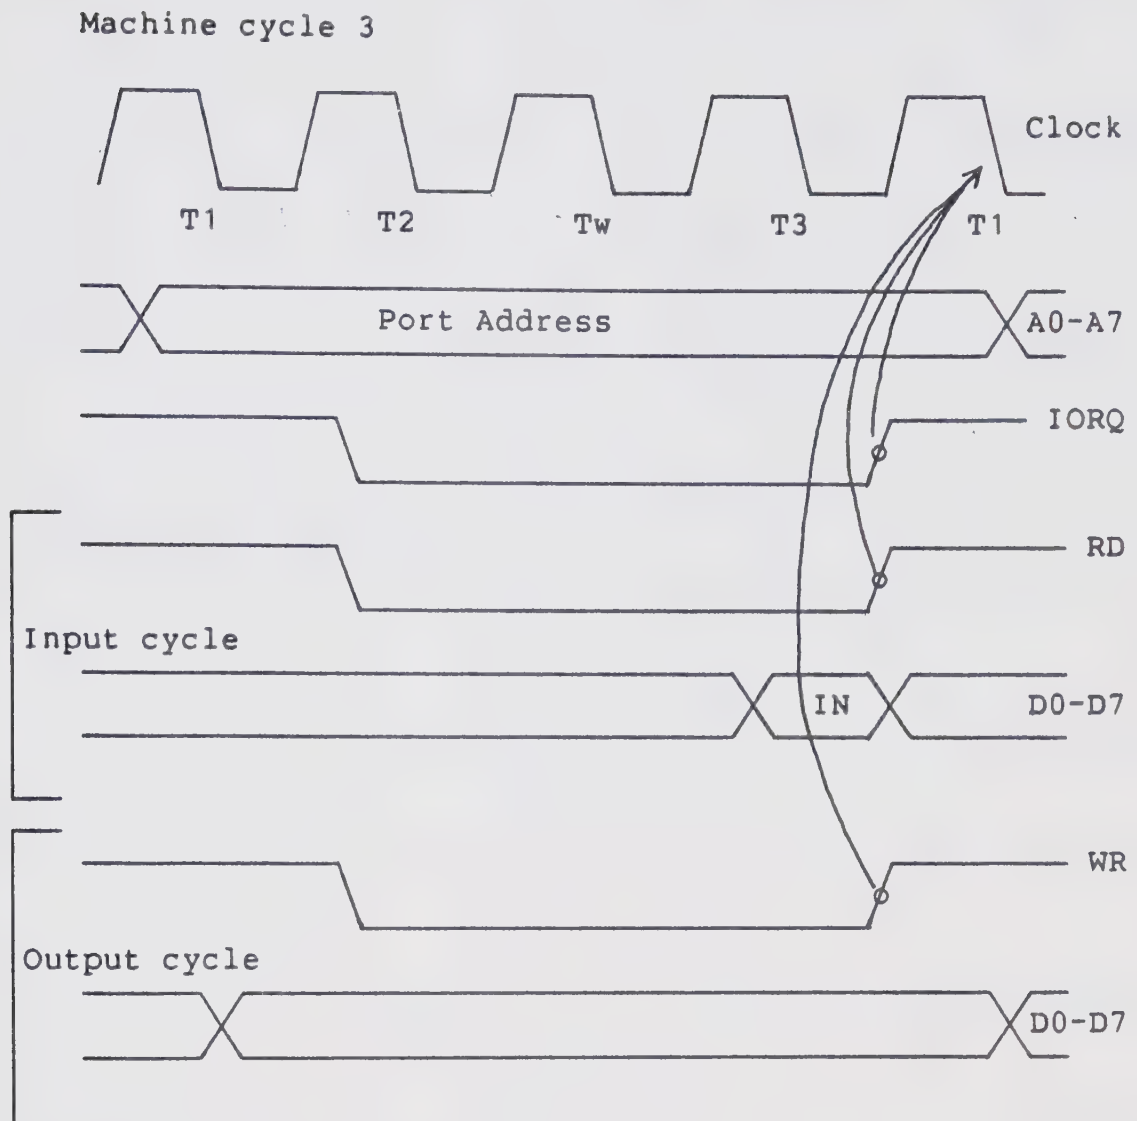 Machine cycle 3
Clock
T1 T2 Tw T3 T1
Port Address A0-A7
IORQ
RD
Input cycle
IN D0-D7
WR
Output cycle
D0-D7